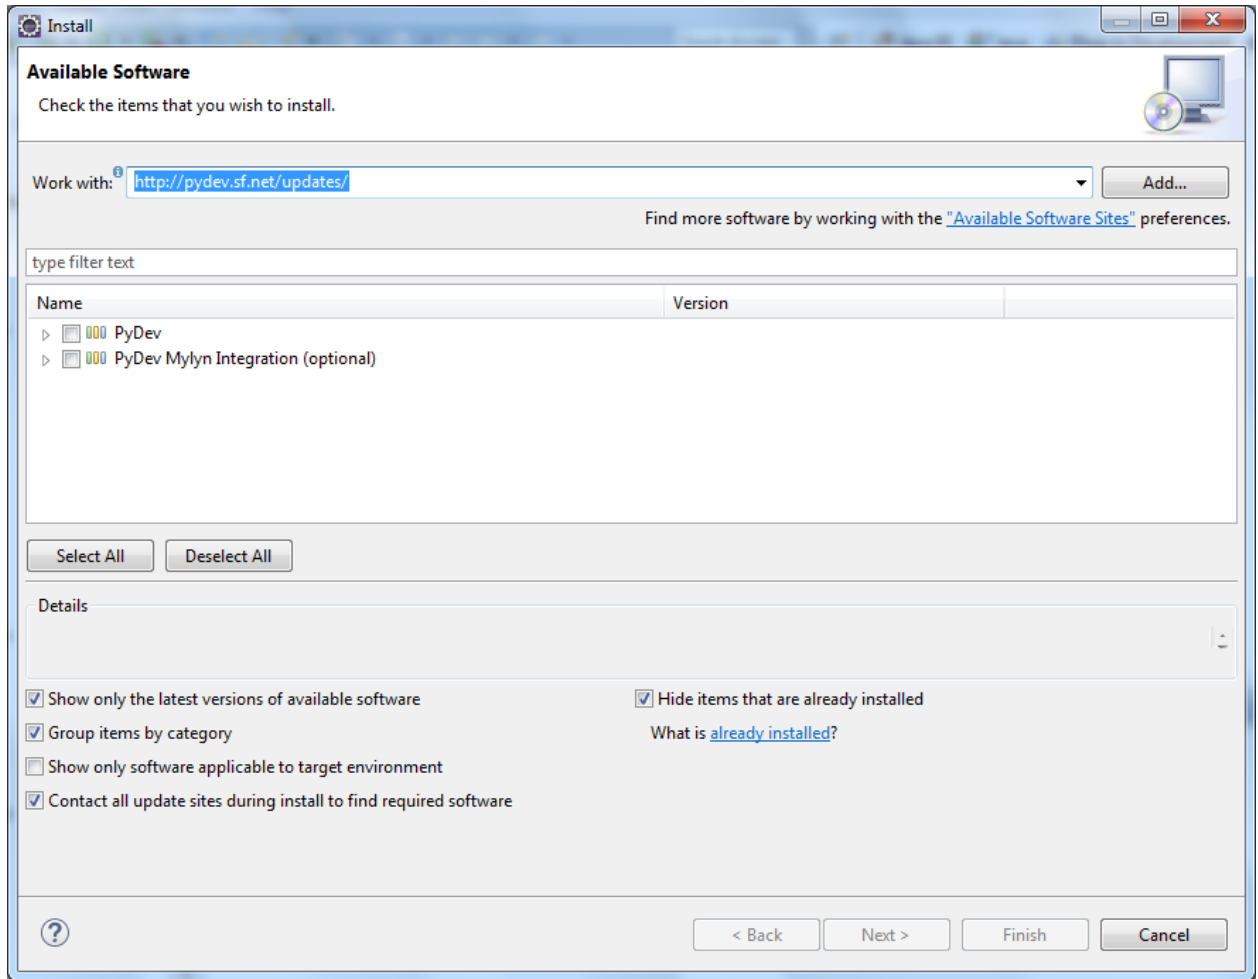 Install
Available Software
Check the items that you wish to install.
Work with: http://pydev.sf.net/updates/ Add...
Find more software by working with the "Available Software Sites" preferences.
type filter text
Name Version
PyDev
PyDev Mylyn Integration (optional)
Select All Deselect All
Details
Show only the latest versions of available software Hide items that are already installed
Group items by category What is already installed?
Show only software applicable to target environment
Contact all update sites during install to find required software
? < Back Next > Finish Cancel